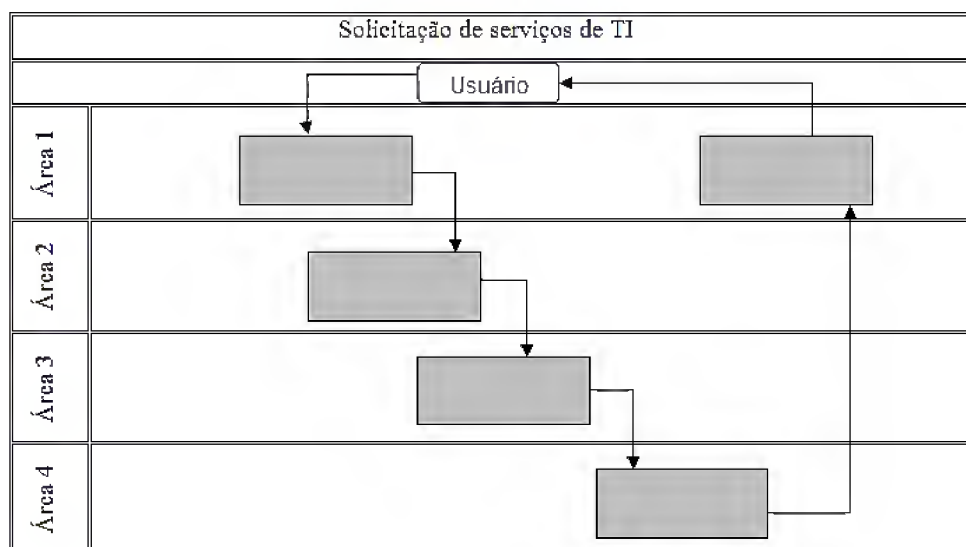 Solicitação de serviços de TI
Usuário
Área 1
Área 2
Área 3
Área 4